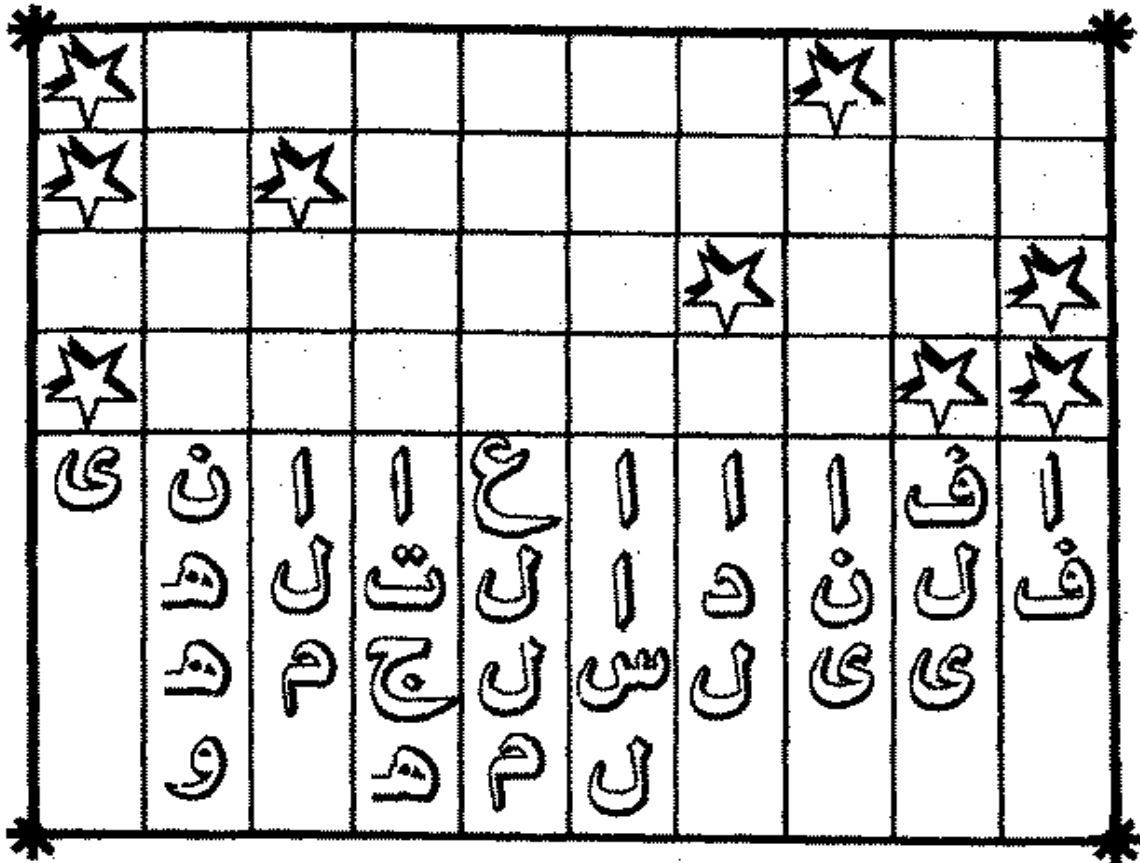 ا ف ا ا ا ع ا ا ن ى
ف ل ن د ا ل ت ل ه
ى ى ل س ل ج م ه
ل م ه و